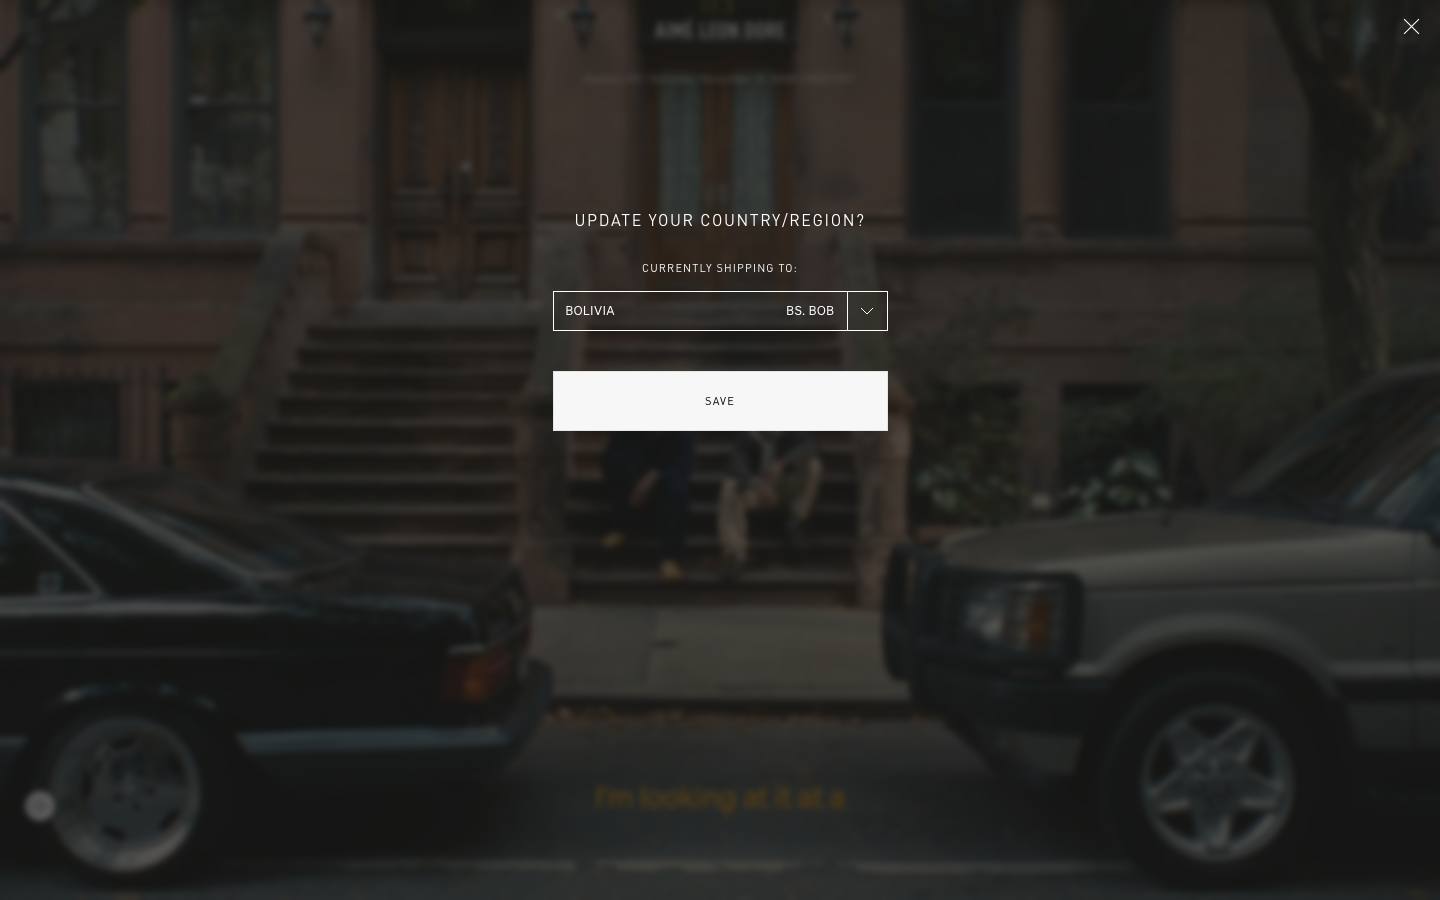 AIMÉ LEON DORE
UPDATE YOUR COUNTRY/REGION?
CURRENTLY SHIPPING TO:
BOLIVIA BS. BOB
SAVE
I'm looking at it at a